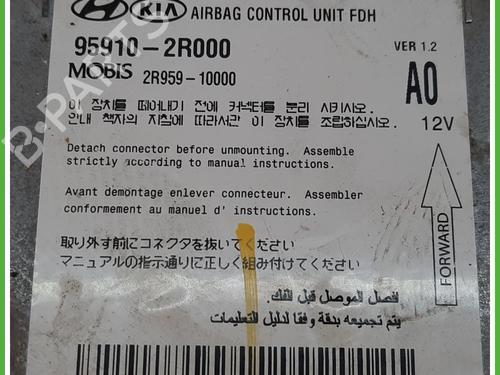 HYUNDAI KIA AIRBAG CONTROL UNIT FDH
95910-2R000
VER 1.2
MOBIS 2R959-10000
A0
이 장치를 떼어내기 전에 커넥터를 분리 시키시오.
안내 책자의 지침에 따라서만 이 장치를 조립하십시오.
12V
Detach connector before unmounting. Assemble
strictly according to manual instructions.
Avant demontage enlever connecteur. Assembler
conformement au manuel d' instructions.
取り外す前にコネクタを抜いてください
マニュアルの指示通りに正しく組み付けてください
FORWARD
افصل الموصل قبل الفك.
يتم تجميعه بدقة وفقا لدليل التعليمات
B-PARTS